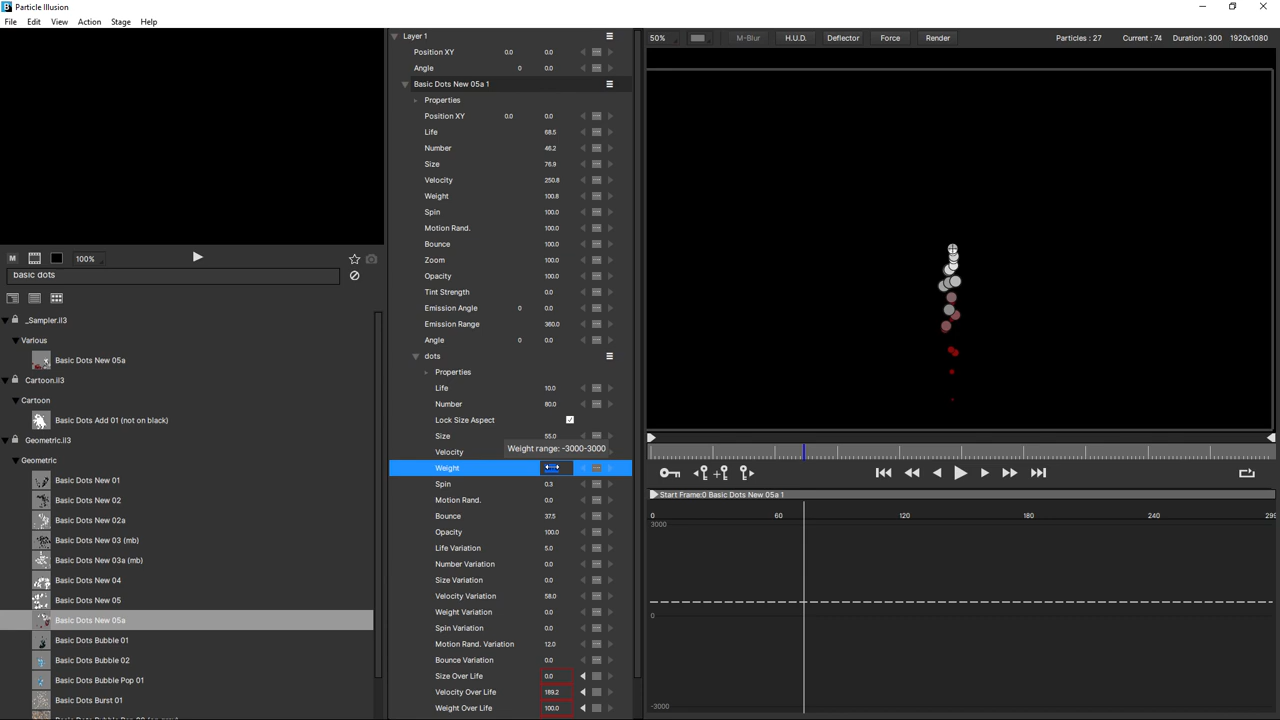 Particle Illusion
File Edit View Action Stage Help
M 100%
basic dots
_Sampler.il3
Various
Basic Dots New 05a
Cartoon.il3
Cartoon
Basic Dots Add 01 (not on black)
Geometric.il3
Geometric
Basic Dots New 01
Basic Dots New 02
Basic Dots New 02a
Basic Dots New 03 (mb)
Basic Dots New 03a (mb)
Basic Dots New 04
Basic Dots New 05
Basic Dots New 05a
Basic Dots Bubble 01
Basic Dots Bubble 02
Basic Dots Bubble Pop 01
Basic Dots Burst 01
Layer 1
Position XY 0.0 0.0
Angle 0 0.0
Basic Dots New 05a 1
Properties
Position XY 0.0 0.0
Life 68.5
Number 46.2
Size 76.9
Velocity 250.8
Weight 100.8
Spin 100.0
Motion Rand. 100.0
Bounce 100.0
Zoom 100.0
Opacity 100.0
Tint Strength 0.0
Emission Angle 0 0.0
Emission Range 360.0
Angle 0 0.0
dots
Properties
Life 10.0
Number 80.0
Lock Size Aspect
Size 55.0
Weight range: -3000-3000
Velocity
Weight
Spin 0.3
Motion Rand. 0.0
Bounce 37.5
Opacity 100.0
Life Variation 5.0
Number Variation 0.0
Size Variation 0.0
Velocity Variation 58.0
Weight Variation 0.0
Spin Variation 0.0
Motion Rand. Variation 12.0
Bounce Variation 0.0
Size Over Life 0.0
Velocity Over Life 189.2
Weight Over Life 100.0
50% M-Blur H.U.D. Deflector Force Render Particles : 27 Current : 74 Duration : 300 1920x1080
Start Frame:0 Basic Dots New 05a 1
0 60 120 180 240 299
3000
0
-3000